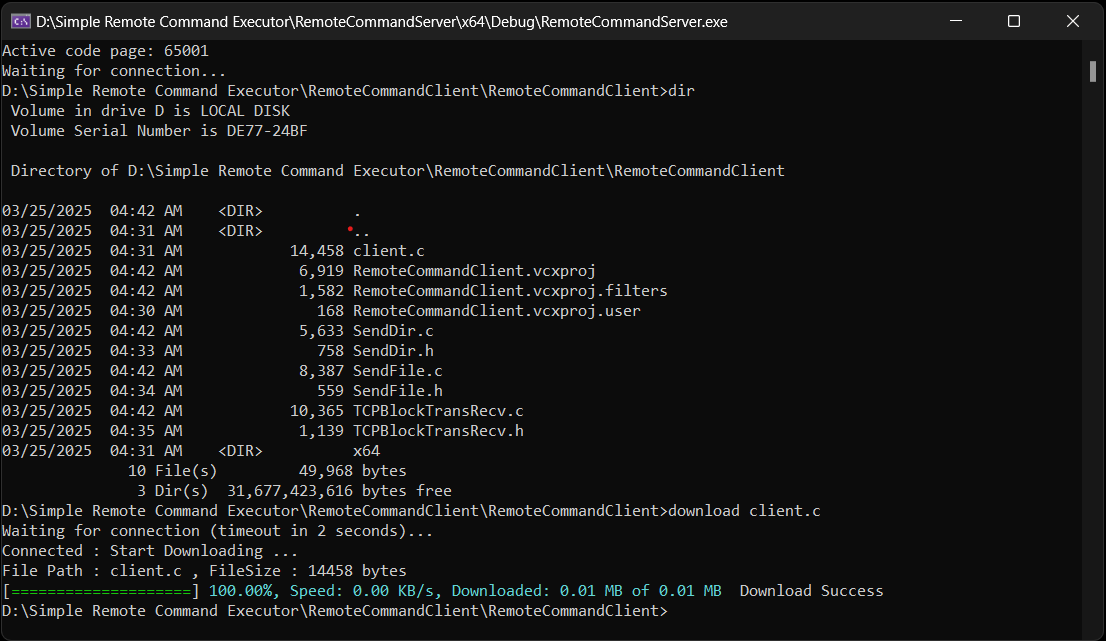 D:\Simple Remote Command Executor\RemoteCommandServer\x64\Debug\RemoteCommandServer.exe
Active code page: 65001
Waiting for connection...
D:\Simple Remote Command Executor\RemoteCommandClient\RemoteCommandClient>dir
 Volume in drive D is LOCAL DISK
 Volume Serial Number is DE77-24BF

 Directory of D:\Simple Remote Command Executor\RemoteCommandClient\RemoteCommandClient

03/25/2025  04:42 AM    <DIR>          .
03/25/2025  04:31 AM    <DIR>          ..
03/25/2025  04:31 AM            14,458 client.c
03/25/2025  04:42 AM             6,919 RemoteCommandClient.vcxproj
03/25/2025  04:42 AM             1,582 RemoteCommandClient.vcxproj.filters
03/25/2025  04:30 AM               168 RemoteCommandClient.vcxproj.user
03/25/2025  04:42 AM             5,633 SendDir.c
03/25/2025  04:33 AM               758 SendDir.h
03/25/2025  04:42 AM             8,387 SendFile.c
03/25/2025  04:34 AM               559 SendFile.h
03/25/2025  04:42 AM            10,365 TCPBlockTransRecv.c
03/25/2025  04:35 AM             1,139 TCPBlockTransRecv.h
03/25/2025  04:31 AM    <DIR>          x64
              10 File(s)         49,968 bytes
               3 Dir(s)  31,677,423,616 bytes free
D:\Simple Remote Command Executor\RemoteCommandClient\RemoteCommandClient>download client.c
Waiting for connection (timeout in 2 seconds)...
Connected : Start Downloading ...
File Path : client.c , FileSize : 14458 bytes
[====================] 100.00%, Speed: 0.00 KB/s, Downloaded: 0.01 MB of 0.01 MB  Download Success
D:\Simple Remote Command Executor\RemoteCommandClient\RemoteCommandClient>